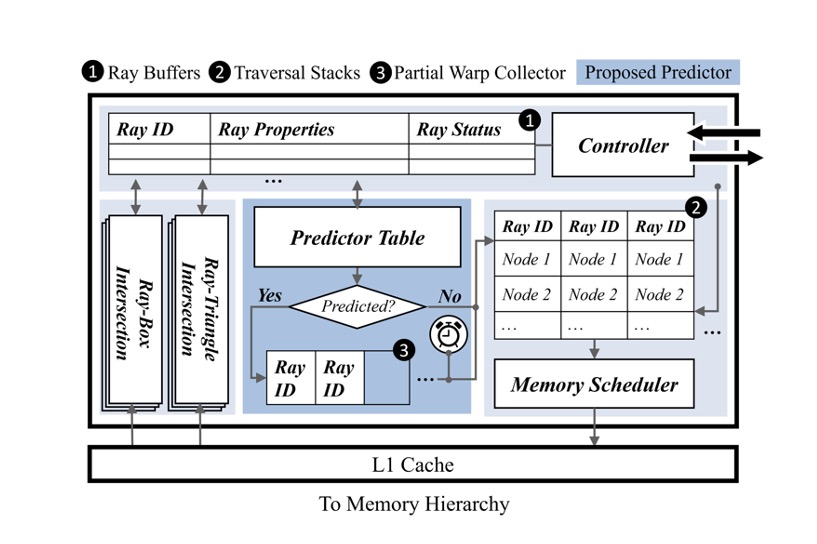 1 Ray Buffers 2 Traversal Stacks 3 Partial Warp Collector Proposed Predictor
Ray ID Ray Properties Ray Status 1
Controller
...
Ray-Box Intersection
Ray-Triangle Intersection
Predictor Table
Predicted?
Yes
No
Ray ID Ray ID 3
...
2
Ray ID Ray ID Ray ID
Node 1 Node 1 Node 1
Node 2 Node 2 Node 2
... ... ...
...
Memory Scheduler
L1 Cache
To Memory Hierarchy